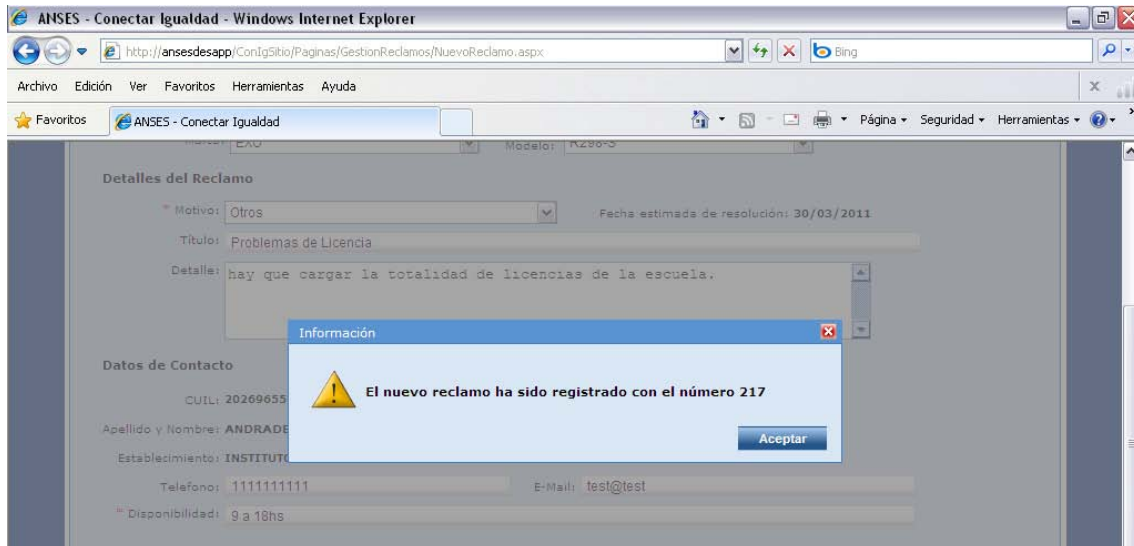 ANSES - Conectar Igualdad - Windows Internet Explorer
http://ansesdesapp/ConIgSitio/Paginas/GestionReclamos/NuevoReclamo.aspx Bing
Archivo Edición Ver Favoritos Herramientas Ayuda
Favoritos ANSES - Conectar Igualdad Página Seguridad Herramientas
Marca: EXO Modelo: R298-S
Detalles del Reclamo
* Motivo: Otros Fecha estimada de resolución: 30/03/2011
Título: Problemas de Licencia
Detalle: hay que cargar la totalidad de licencias de la escuela.
Información
El nuevo reclamo ha sido registrado con el número 217
Aceptar
Datos de Contacto
CUIL: 20269655
Apellido y Nombre: ANDRADE
Establecimiento: INSTITUTO
Telefono: 1111111111 E-Mail: test@test
* Disponibilidad: 9 a 18hs